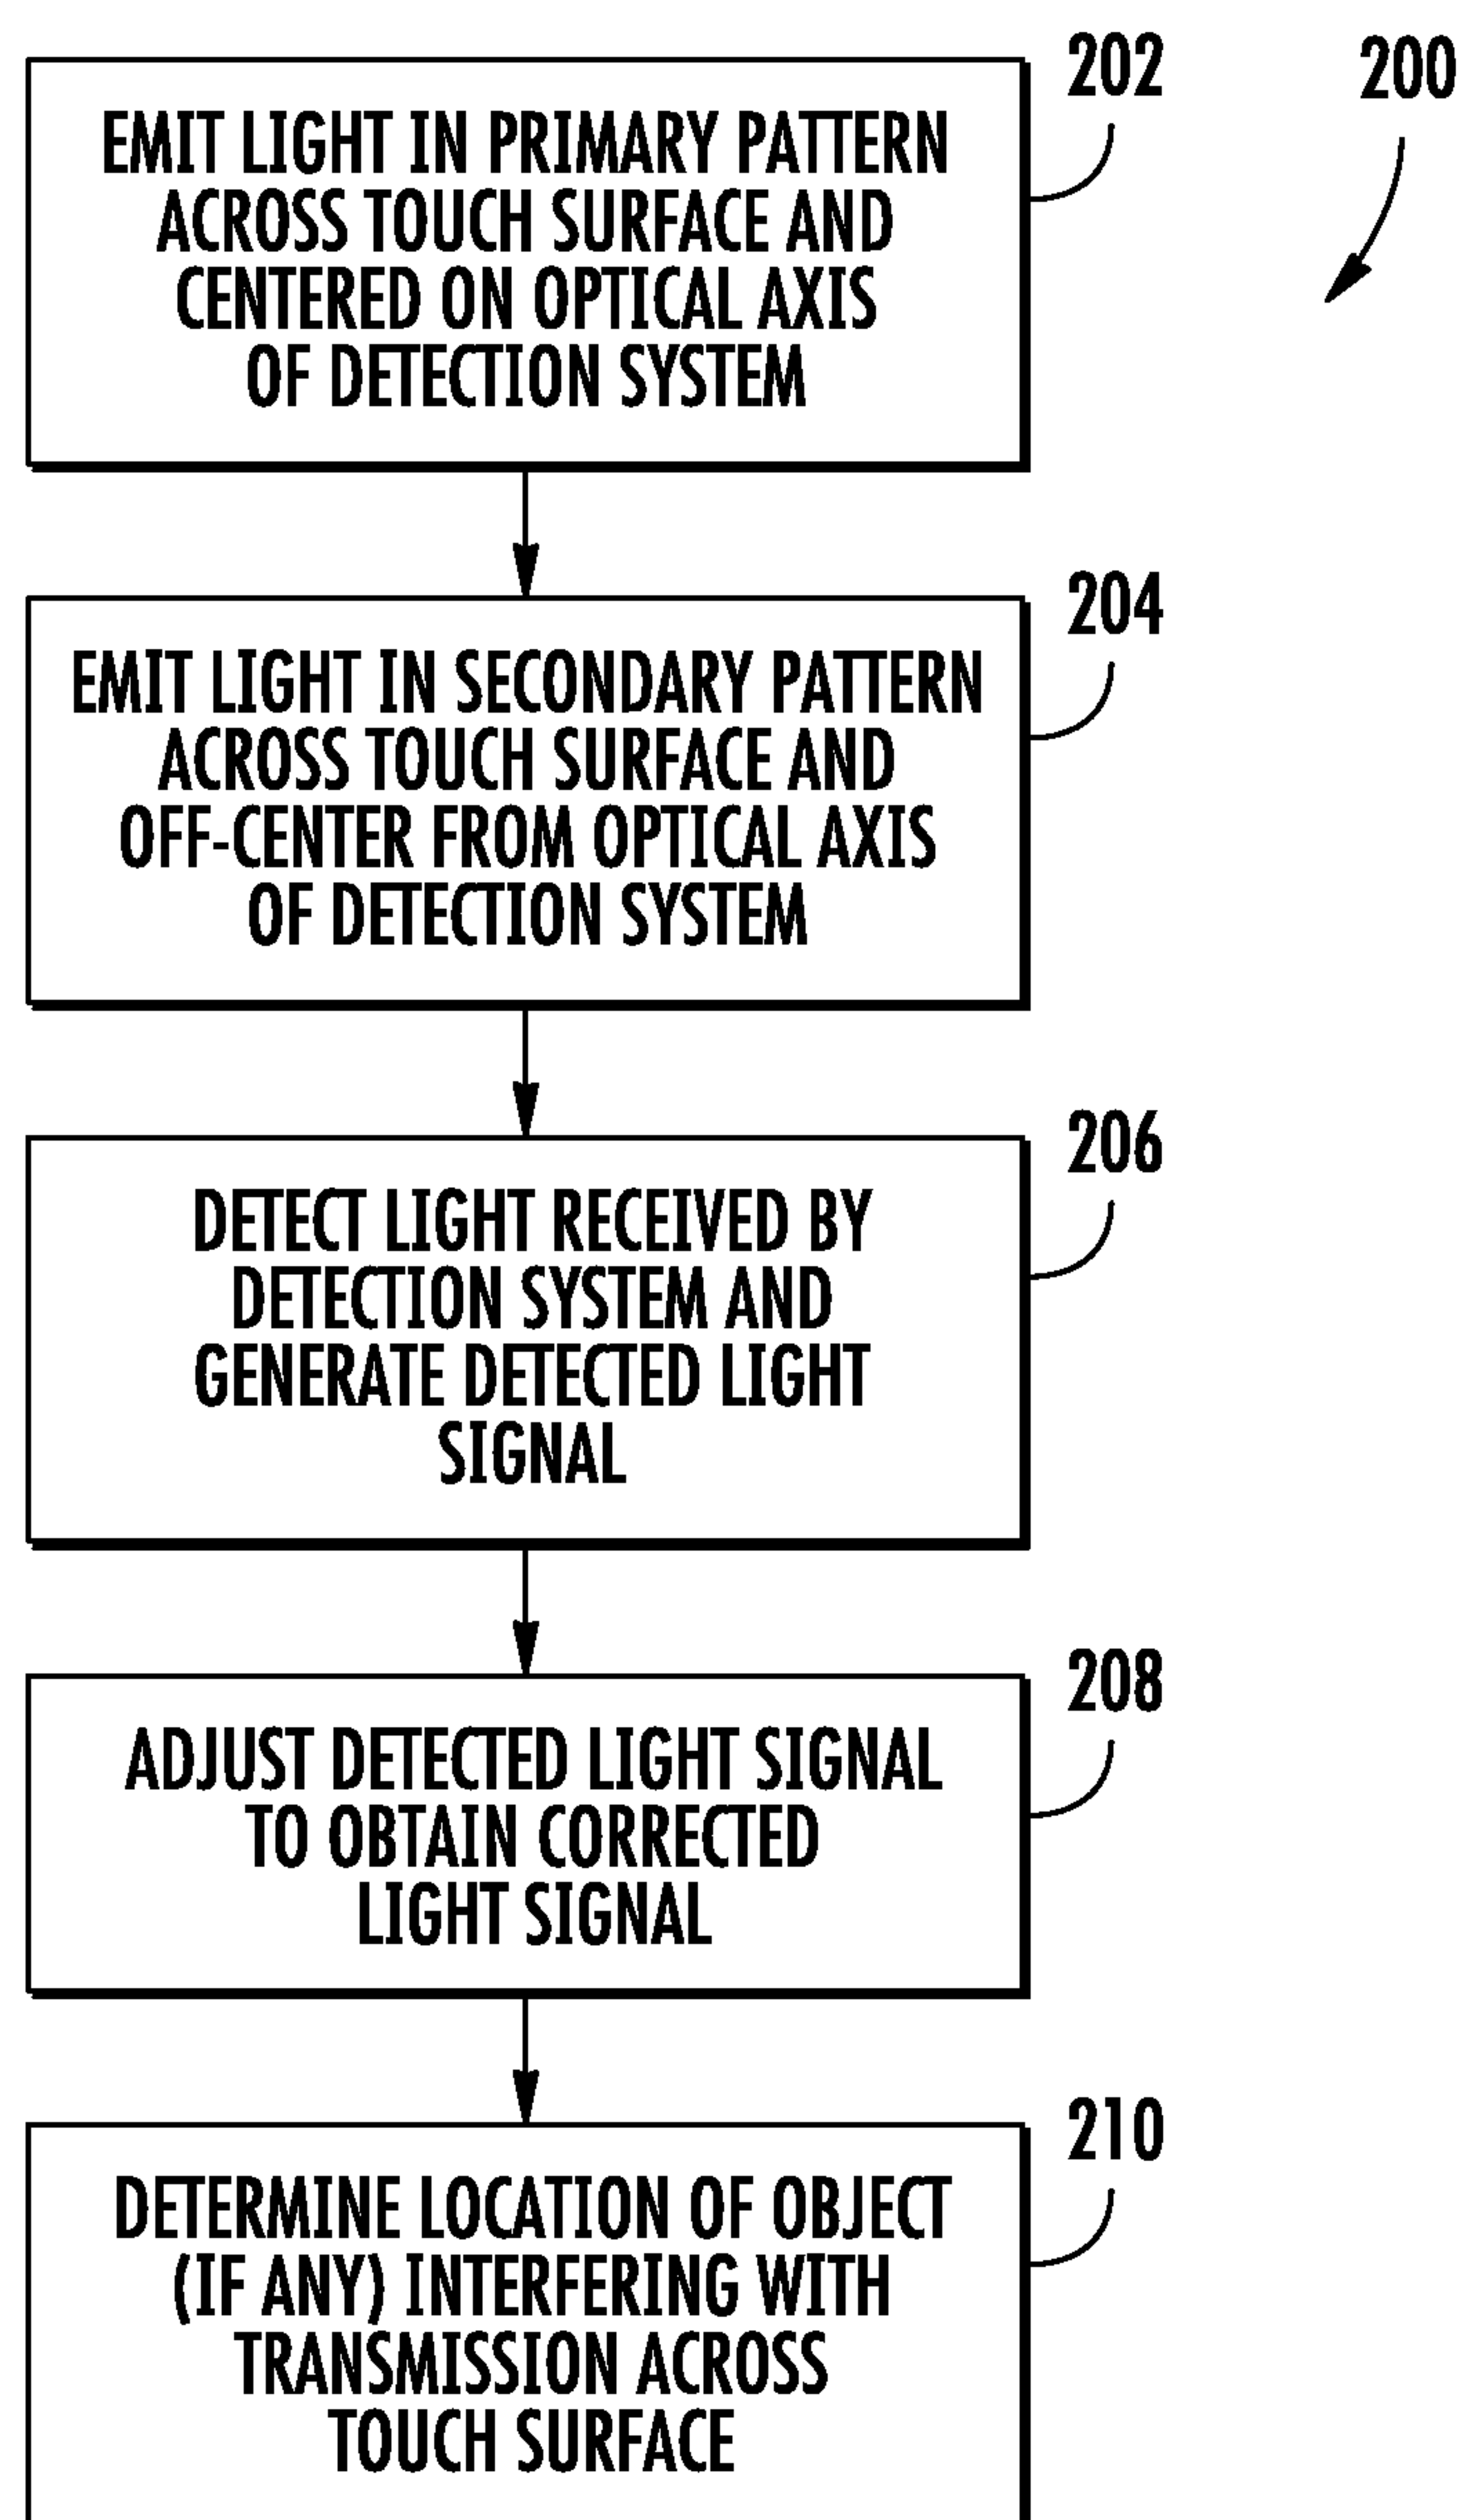 202
200
EMIT LIGHT IN PRIMARY PATTERN
ACROSS TOUCH SURFACE AND
CENTERED ON OPTICAL AXIS
OF DETECTION SYSTEM
204
EMIT LIGHT IN SECONDARY PATTERN
ACROSS TOUCH SURFACE AND
OFF-CENTER FROM OPTICAL AXIS
OF DETECTION SYSTEM
206
DETECT LIGHT RECEIVED BY
DETECTION SYSTEM AND
GENERATE DETECTED LIGHT
SIGNAL
208
ADJUST DETECTED LIGHT SIGNAL
TO OBTAIN CORRECTED
LIGHT SIGNAL
210
DETERMINE LOCATION OF OBJECT
(IF ANY) INTERFERING WITH
TRANSMISSION ACROSS
TOUCH SURFACE